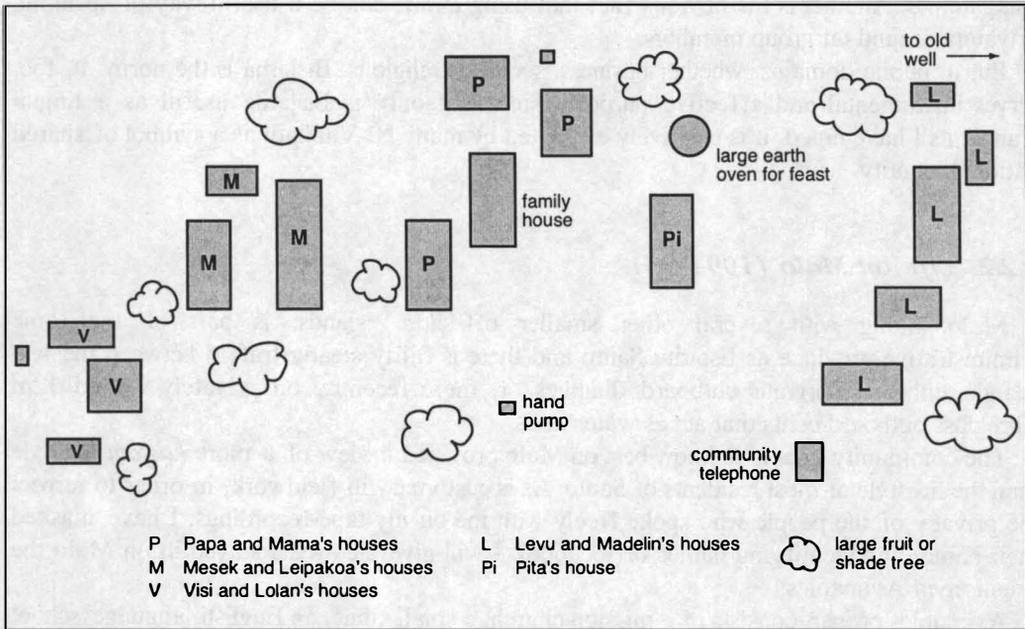 to old
well
P
L
P
L
large earth
oven for feast
M
family
house
L
M
Pi
M
P
L
V
V
L
hand
pump
V
community
telephone
P Papa and Mama's houses
L Levu and Madelin's houses
large fruit or
shade tree
M Mesek and Leipakoa's houses
Pi Pita's house
V Visi and Lolan's houses